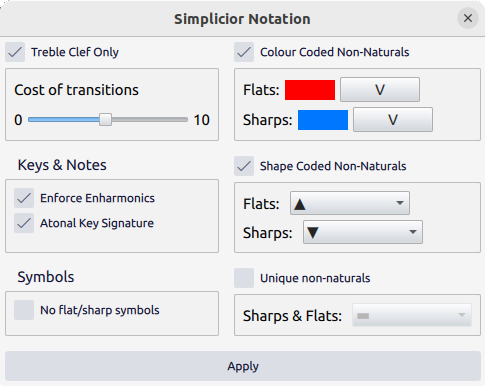 Simplicior Notation
Treble Clef Only
Cost of transitions
0 10
Keys & Notes
Enforce Enharmonics
Atonal Key Signature
Symbols
No flat/sharp symbols
Colour Coded Non-Naturals
Flats: V
Sharps: V
Shape Coded Non-Naturals
Flats: ▲
Sharps: ▼
Unique non-naturals
Sharps & Flats:
Apply